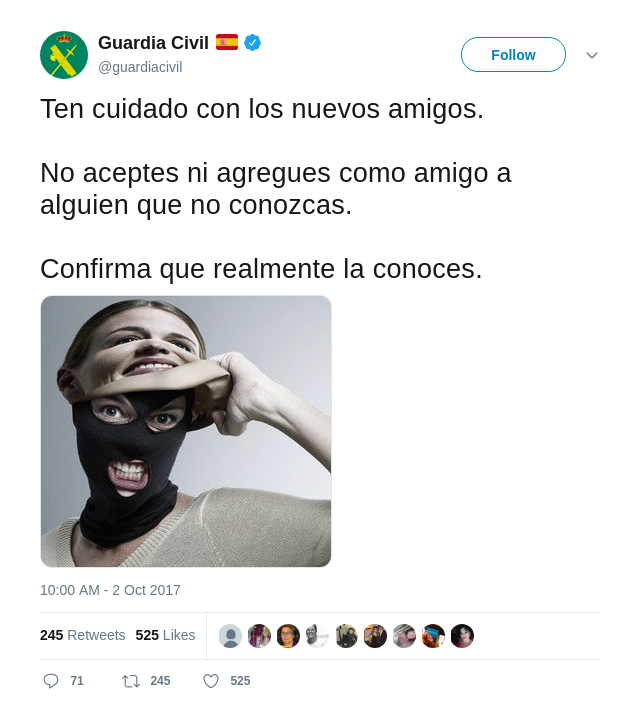 Guardia Civil
@guardiacivil
Follow
Ten cuidado con los nuevos amigos.
No aceptes ni agregues como amigo a
alguien que no conozcas.
Confirma que realmente la conoces.
10:00 AM - 2 Oct 2017
245 Retweets 525 Likes
71 245 525